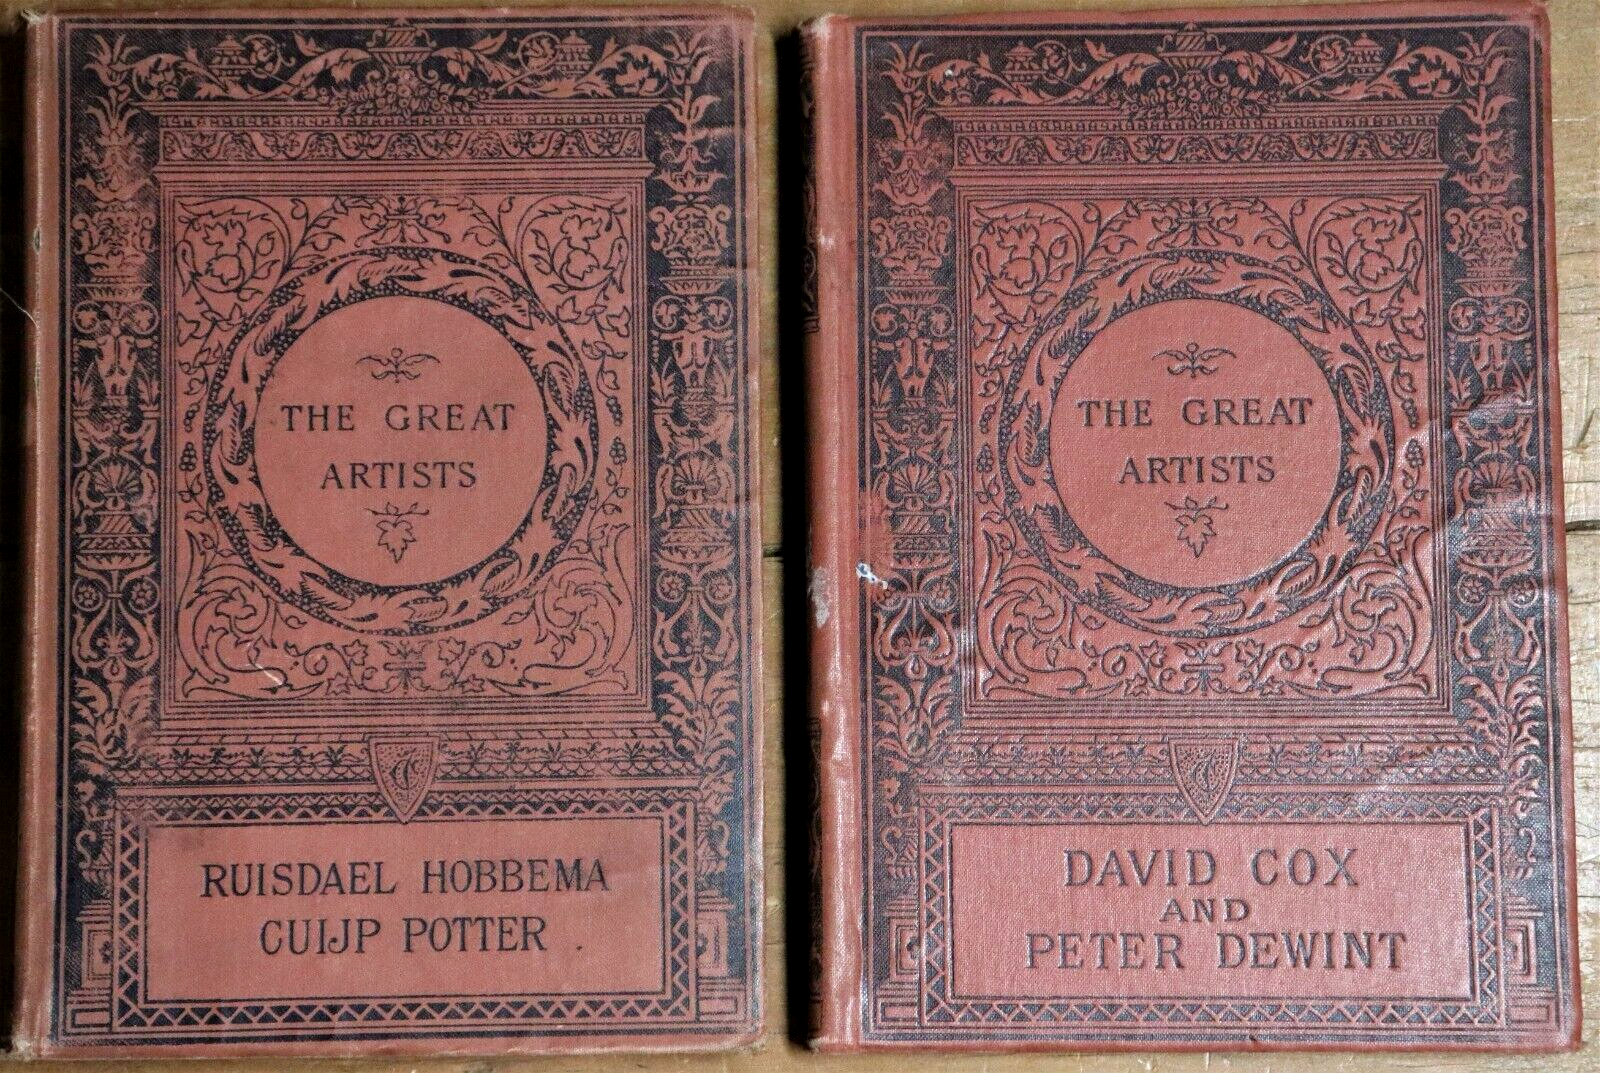 THE GREAT
ARTISTS
RUISDAEL HOBBEMA
CUIJP POTTER
THE GREAT
ARTISTS
DAVID COX
AND
PETER DEWINT